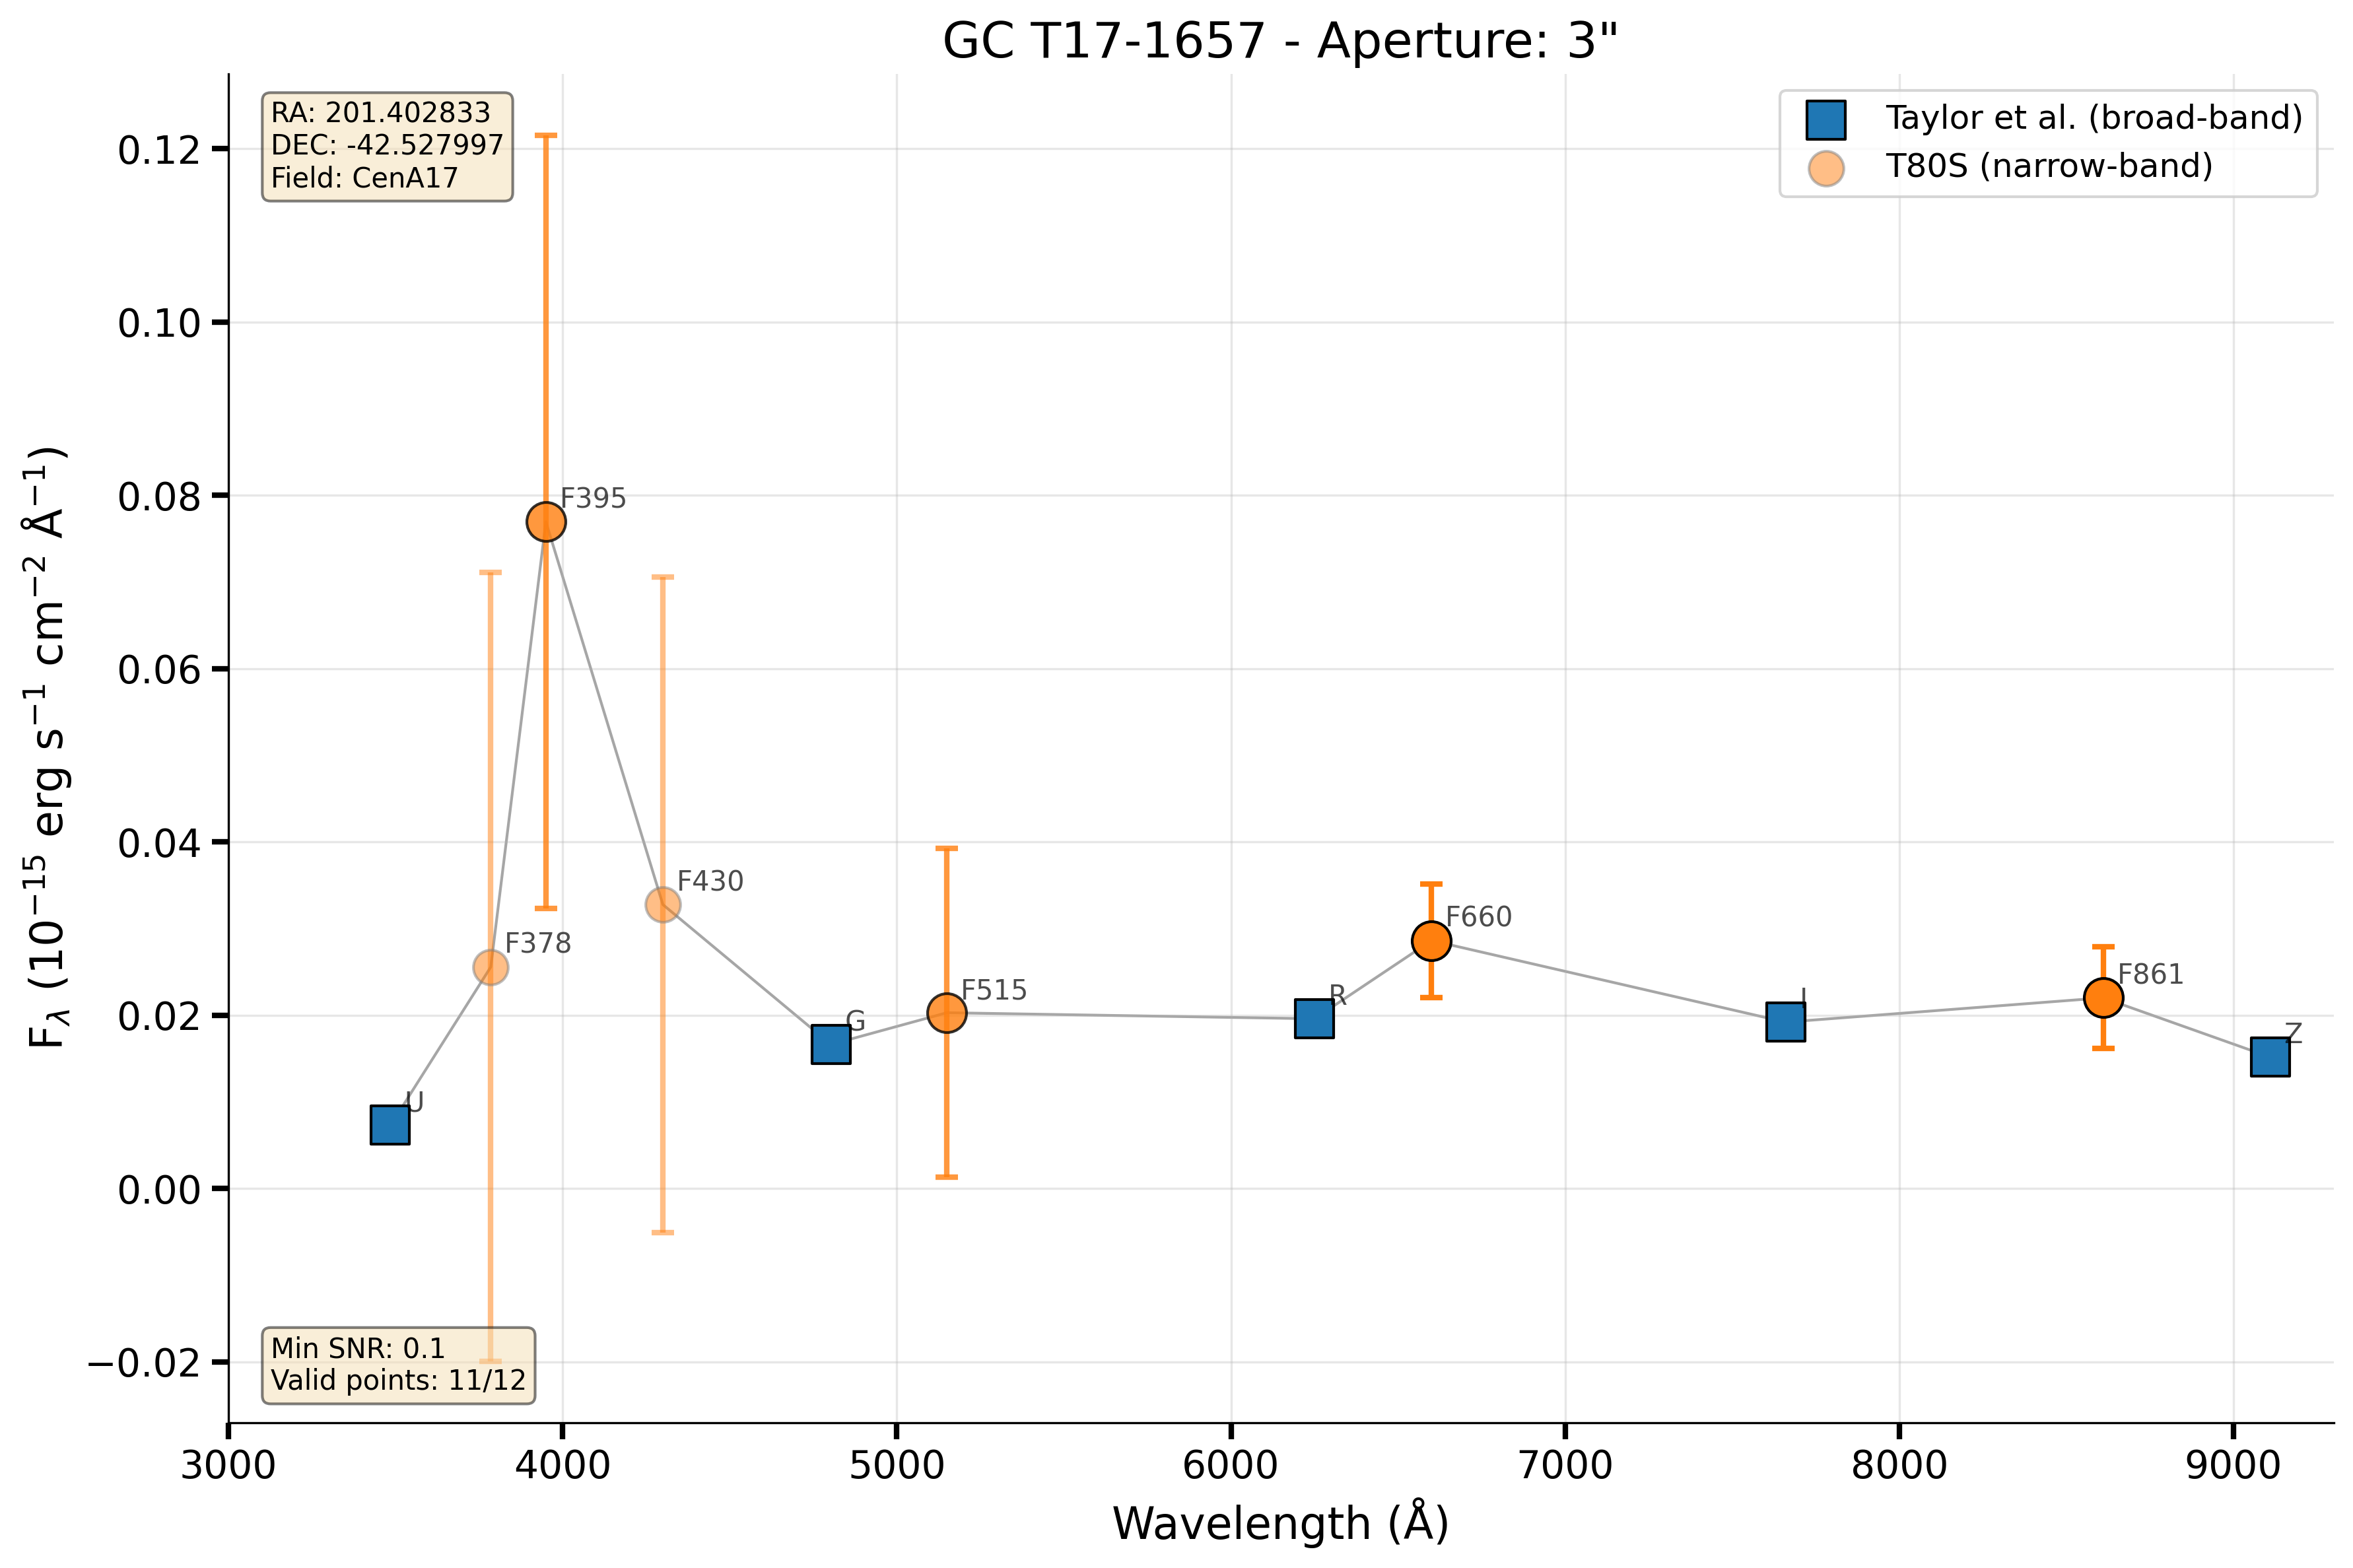 GC T17-1657 - Aperture: 3"
RA: 201.402833
DEC: -42.527997
Field: CenA17
Taylor et al. (broad-band)
T80S (narrow-band)
0.12
0.10
0.08
0.06
0.04
0.02
0.00
−0.02
F_λ (10⁻¹⁵ erg s⁻¹ cm⁻² Å⁻¹)
U
F378
F395
F430
G
F515
R
F660
I
F861
Z
Min SNR: 0.1
Valid points: 11/12
3000 4000 5000 6000 7000 8000 9000
Wavelength (Å)